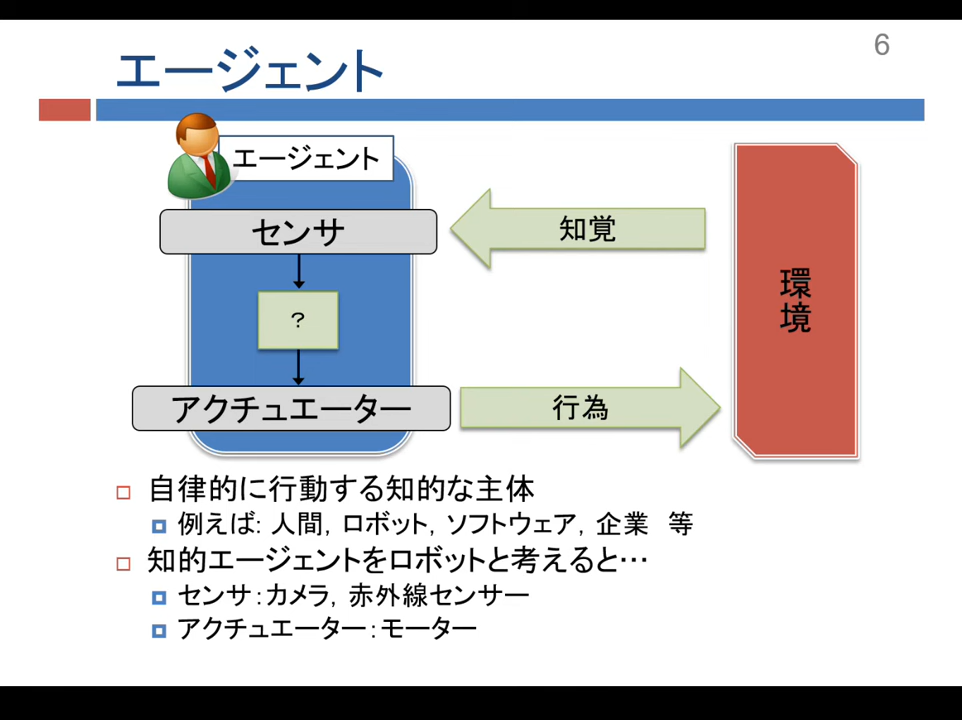 6
エージェント
エージェント
センサ
知覚
環境
?
アクチュエーター
行為
自律的に行動する知的な主体
例えば: 人間, ロボット, ソフトウェア, 企業　等
知的エージェントをロボットと考えると…
センサ：カメラ, 赤外線センサー
アクチュエーター：モーター